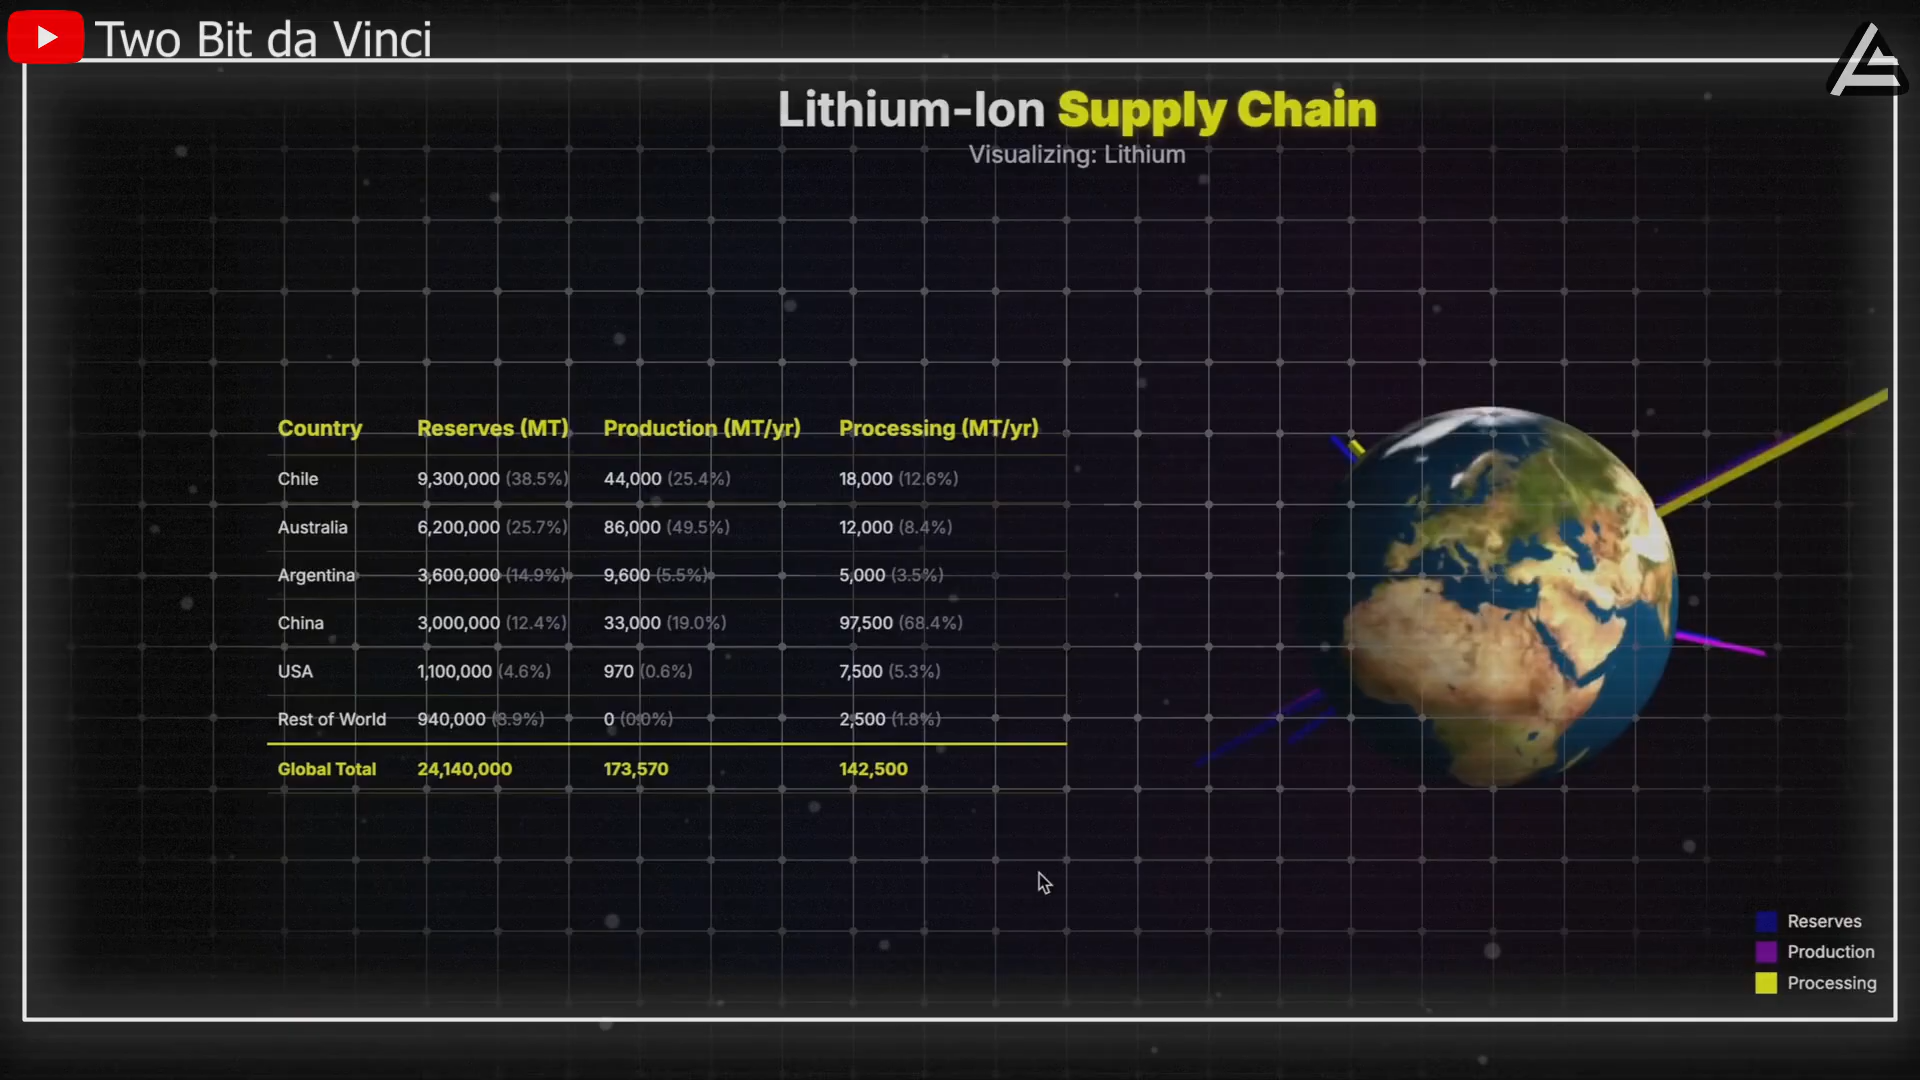 Two Bit da Vinci
Lithium-Ion Supply Chain
Visualizing: Lithium
Country Reserves (MT) Production (MT/yr) Processing (MT/yr)
Chile 9,300,000 (38.5%) 44,000 (25.4%) 18,000 (12.6%)
Australia 6,200,000 (25.7%) 86,000 (49.5%) 12,000 (8.4%)
Argentina 3,600,000 (14.9%) 9,600 (5.5%) 5,000 (3.5%)
China 3,000,000 (12.4%) 33,000 (19.0%) 97,500 (68.4%)
USA 1,100,000 (4.6%) 970 (0.6%) 7,500 (5.3%)
Rest of World 940,000 (3.9%) 0 (0.0%) 2,500 (1.8%)
Global Total 24,140,000 173,570 142,500
Reserves
Production
Processing